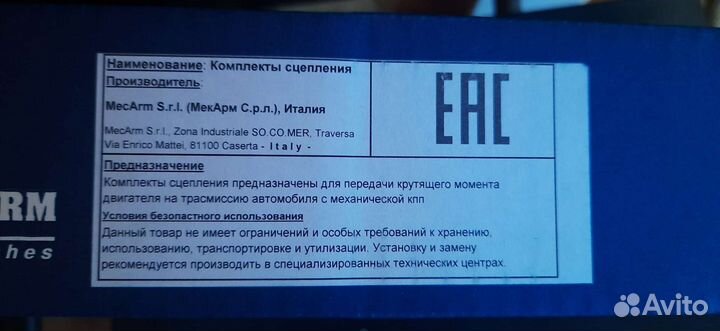 Наименование: Комплекты сцепления
Производитель:
MecArm S.r.l. (МекАрм С.р.л.), Италия
MecArm S.r.l., Zona Industriale SO.CO.MER, Traversa
Via Enrico Mattei, 81100 Caserta - Italy -
EAC
Предназначение
Комплекты сцепления предназначены для передачи крутящего момента
двигателя на трасмиссию автомобиля с механической кпп
Условия безопастного использования
Данный товар не имеет ограничений и особых требований к хранению,
использованию, транспортировке и утилизации. Установку и замену
рекомендуется производить в специализированных технических центрах.
RM
hes
Avito